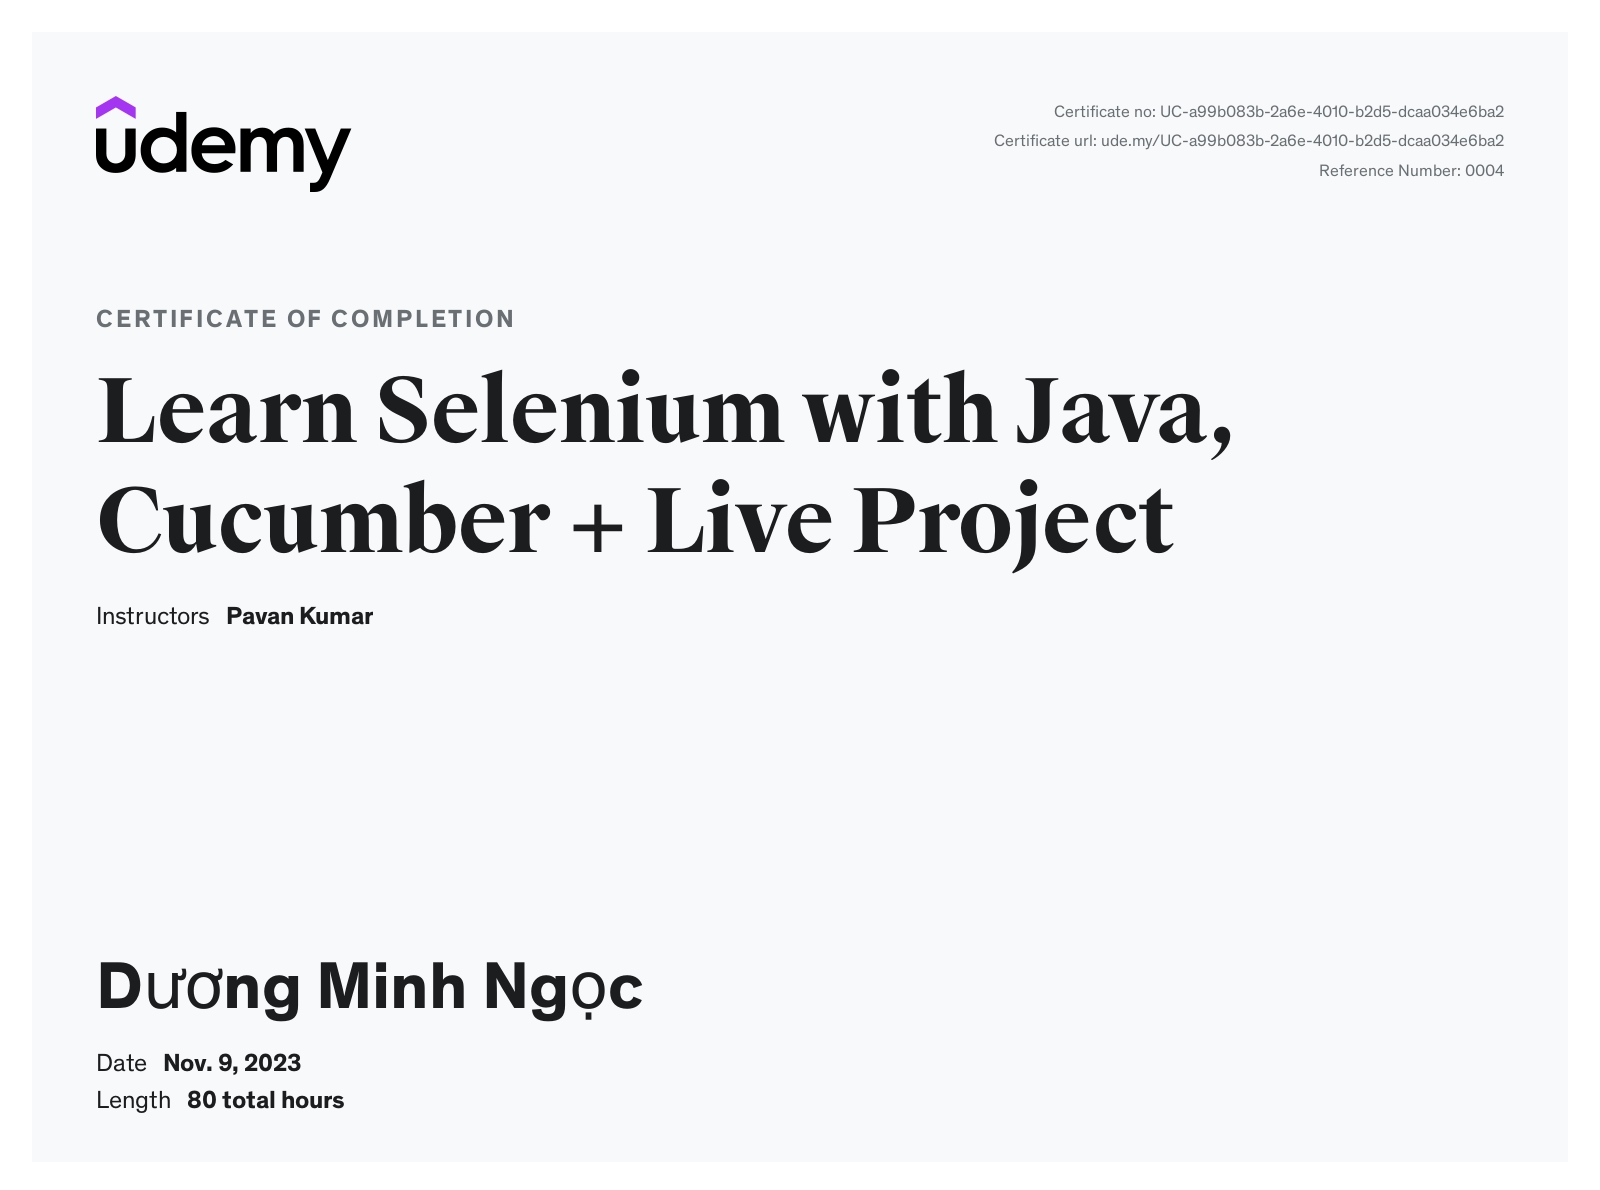 udemy
Certificate no: UC-a99b083b-2a6e-4010-b2d5-dcaa034e6ba2
Certificate url: ude.my/UC-a99b083b-2a6e-4010-b2d5-dcaa034e6ba2
Reference Number: 0004
CERTIFICATE OF COMPLETION
Learn Selenium with Java,
Cucumber + Live Project
Instructors Pavan Kumar
Dương Minh Ngọc
Date Nov. 9, 2023
Length 80 total hours